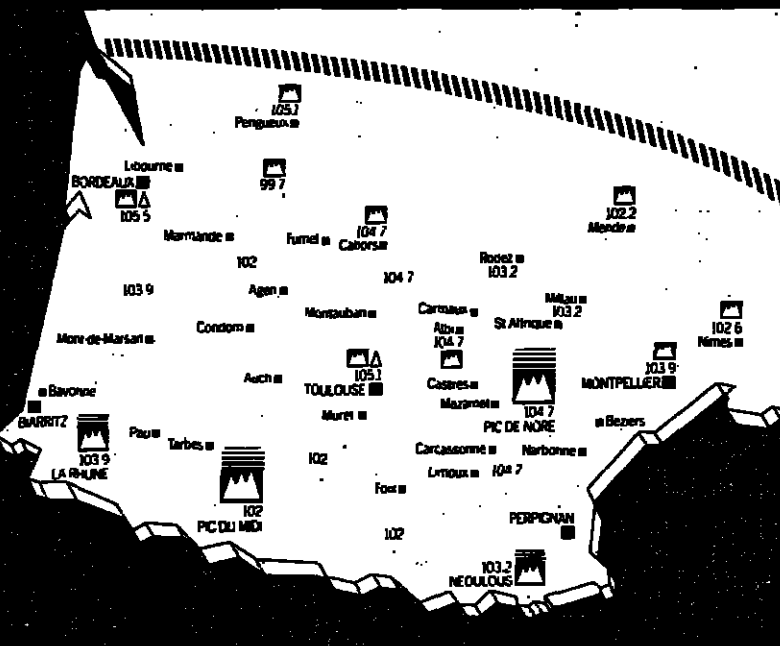 105.1
Perigueux
Libourne
BORDEAUX
105 5
99 7
104 7
Cahors
102.2
Mende
Marmande
Fumel
102
Rodez
103.2
103 9
Agen
104 7
Millau
103.2
Montauban
Carmaux
St Afrique
102 6
Nimes
Condom
Albi
104 7
Mont-de-Marsan
103 9
MONTPELLIER
105.1
TOULOUSE
Auch
Castres
Bayonne
BIARRITZ
Mazamet
104 7
PIC DE NORE
Muret
Beziers
Pau
Tarbes
Carcassonne
Narbonne
103 9
LA RHUNE
102
Limoux
104 7
Foix
102
PIC DU MIDI
PERPIGNAN
102
103.2
NEOULOUS